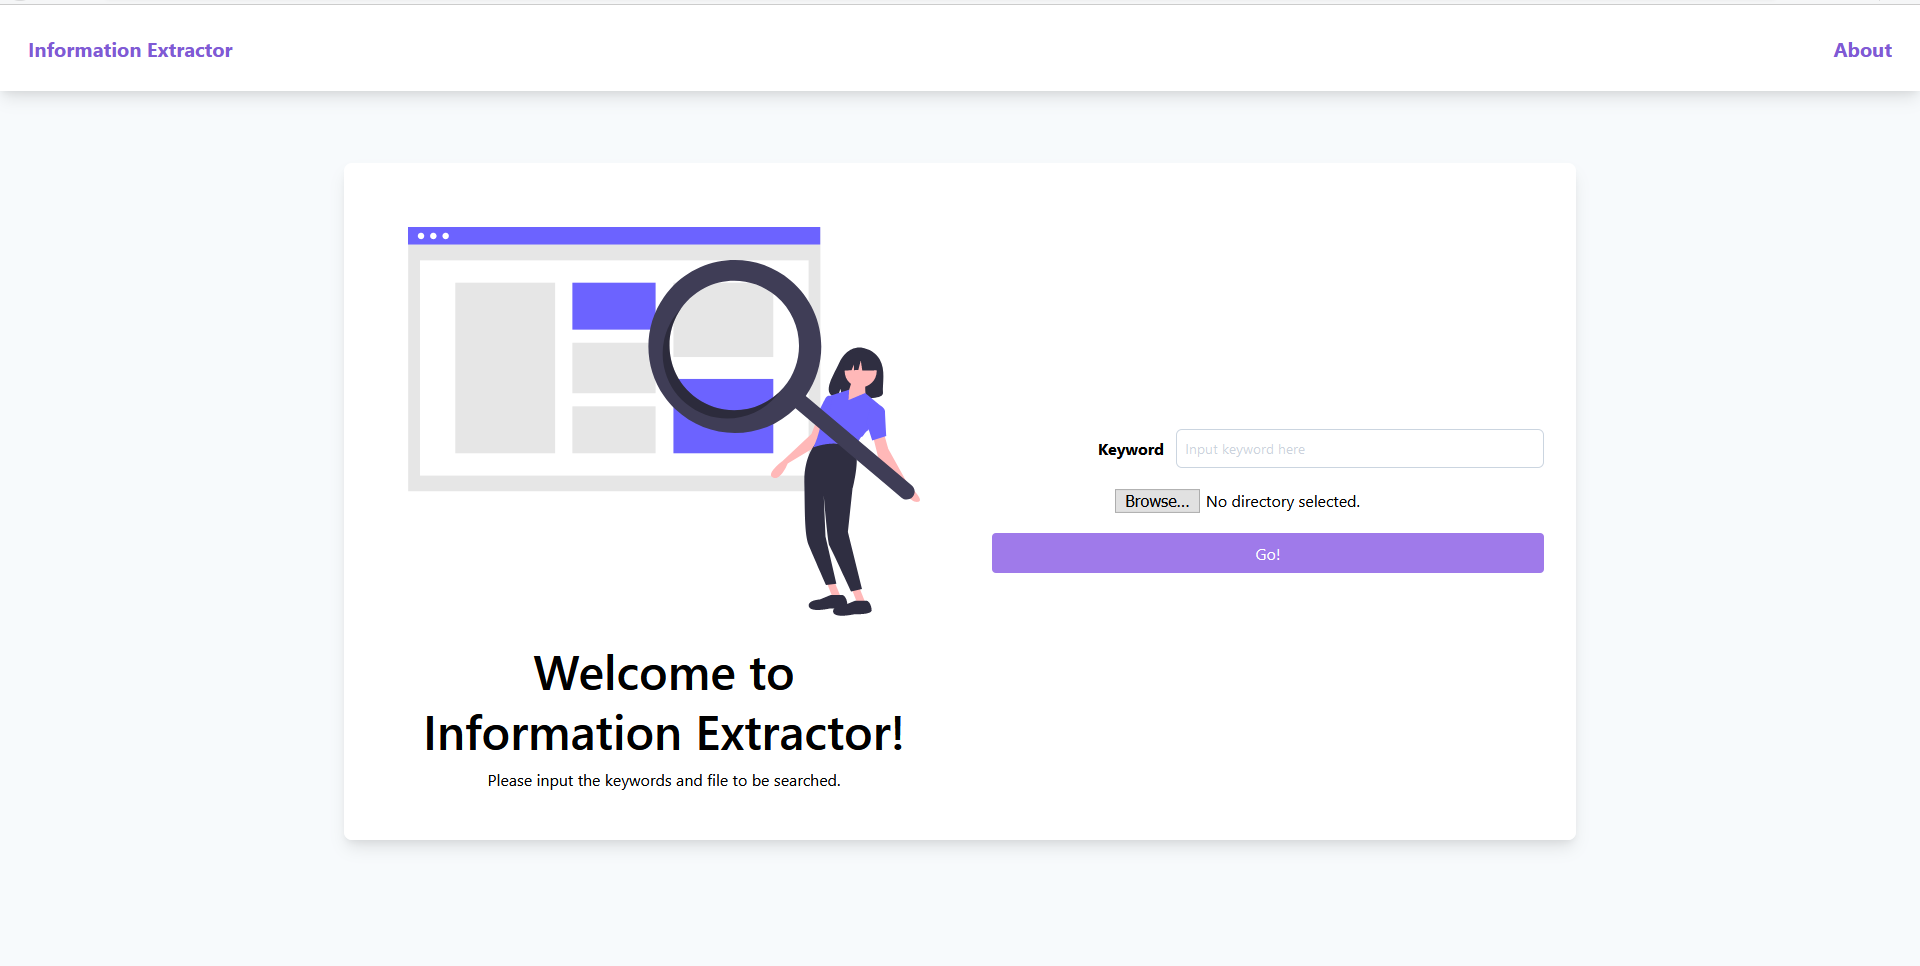 Information Extractor
About
Keyword
Input keyword here
Browse...
No directory selected.
Go!
Welcome to
Information Extractor!
Please input the keywords and file to be searched.